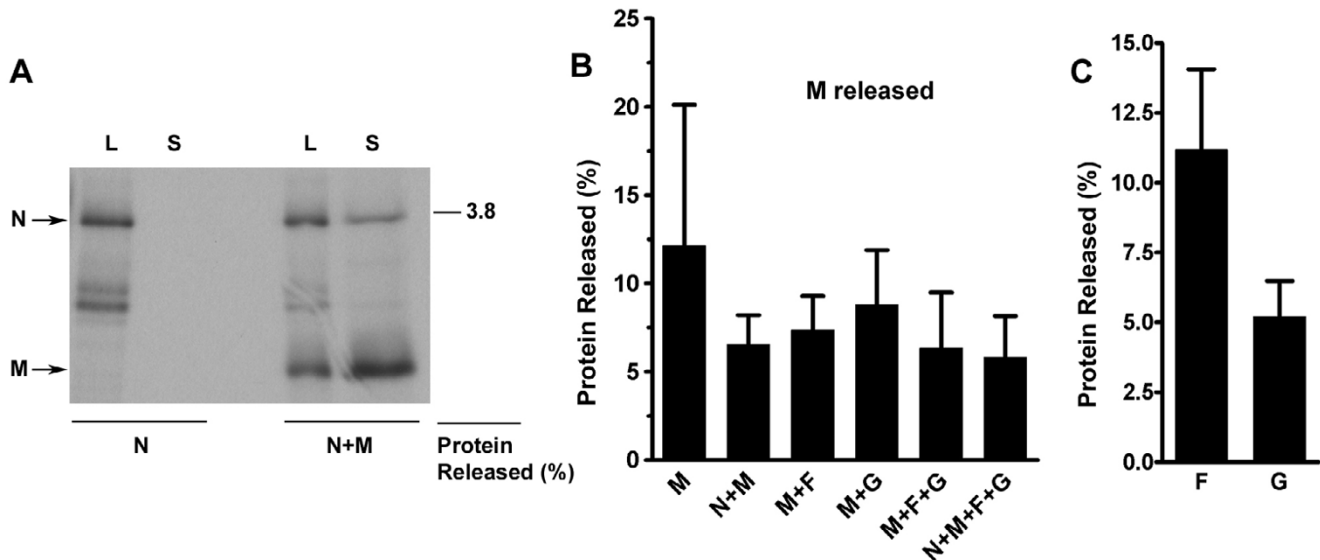 A
L S L S
N
M
3.8
N
N+M
Protein
Released (%)
B
M released
Protein Released (%)
25
20
15
10
5
0
M
N+M
M+F
M+G
M+F+G
N+M+F+G
C
Protein Released (%)
15.0
12.5
10.0
7.5
5.0
2.5
0.0
F
G